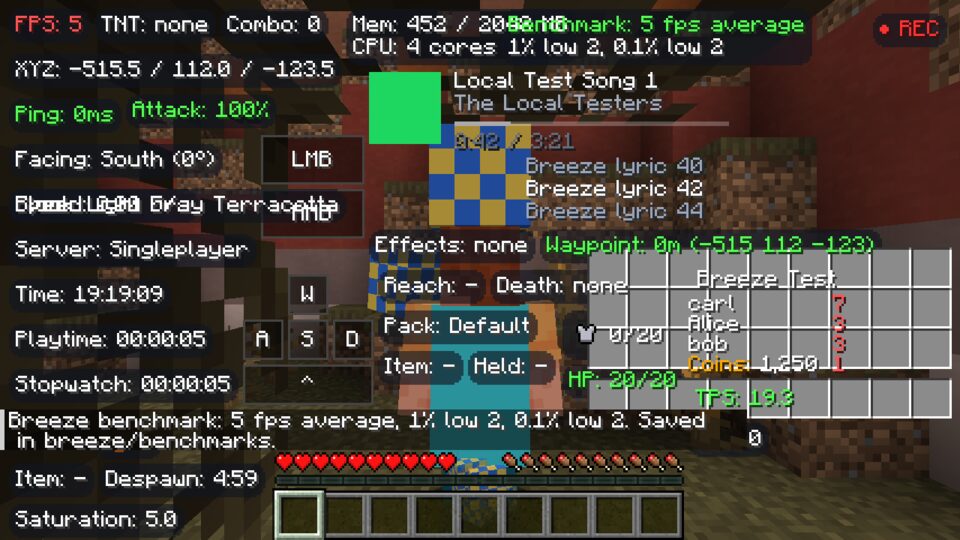 FPS: 5 TNT: none Combo: 0 Mem: 452 / 2048 MB Benchmark: 5 fps average
REC
CPU: 4 cores 1% low 2, 0.1% low 2
XYZ: -515.5 / 112.0 / -123.5
Local Test Song 1
The Local Testers
Ping: 0ms Attack: 100%
/ 3:21
Facing: South (0°) LMB
Breeze lyric 40
Breeze lyric 42
Breeze lyric 44
Gray Terracotta
Server: Singleplayer
Effects: none Waypoint: 0m (-515 112 -123)
Reach: - Death: none
Breeze Test
Time: 19:19:09 W
carl 7
Alice 3
Pack: Default
0/20
bob 3
Playtime: 00:00:05 A S D
Item: - Held: -
Coins: 1,250 1
Stopwatch: 00:00:05 ^
HP: 20/20
TPS: 19.3
Breeze benchmark: 5 fps average, 1% low 2, 0.1% low 2. Saved
in breeze/benchmarks.
0
Item: - Despawn: 4:59
Saturation: 5.0